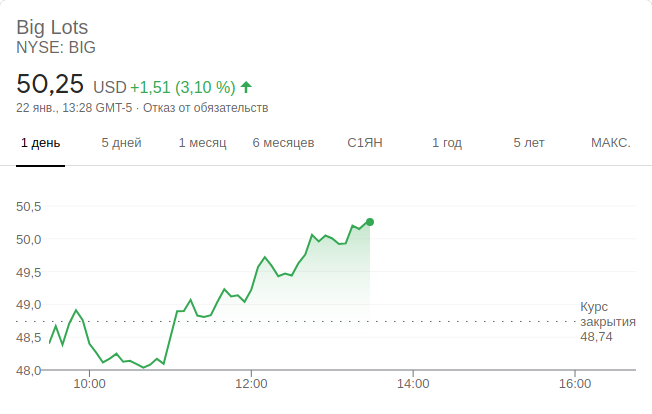 Big Lots
NYSE: BIG
50,25 USD +1,51 (3,10 %)
22 янв., 13:28 GMT-5 · Отказ от обязательств
1 день 5 дней 1 месяц 6 месяцев С1ЯН 1 год 5 лет МАКС.
50,5
50,0
49,5
49,0
48,5
48,0
Курс
закрытия
48,74
10:00 12:00 14:00 16:00